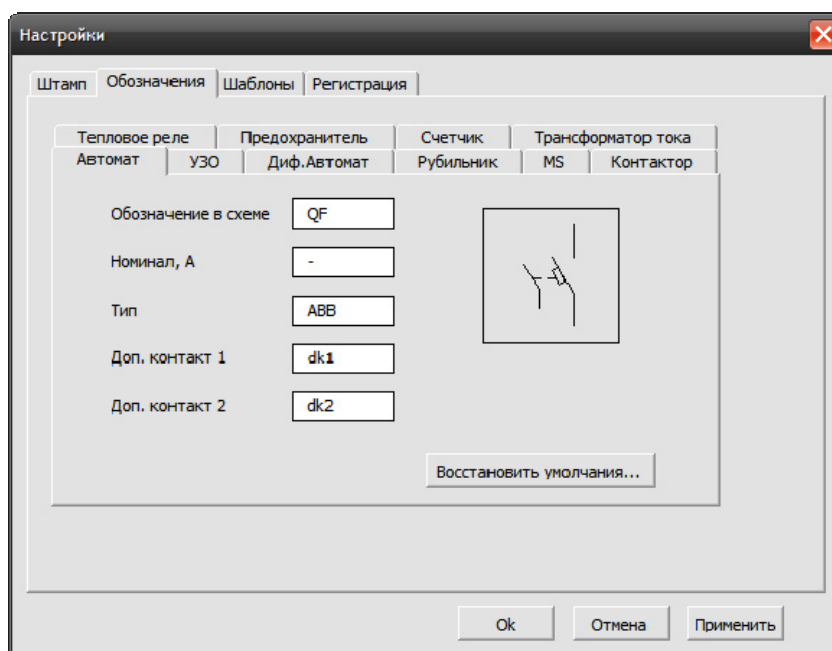 Настройки
Штамп Обозначения Шаблоны Регистрация
Тепловое реле Предохранитель Счетчик Трансформатор тока
Автомат УЗО Диф.Автомат Рубильник MS Контактор
Обозначение в схеме QF
Номинал, А -
Тип ABB
Доп. контакт 1 dk1
Доп. контакт 2 dk2
Восстановить умолчания...
Ok Отмена Применить